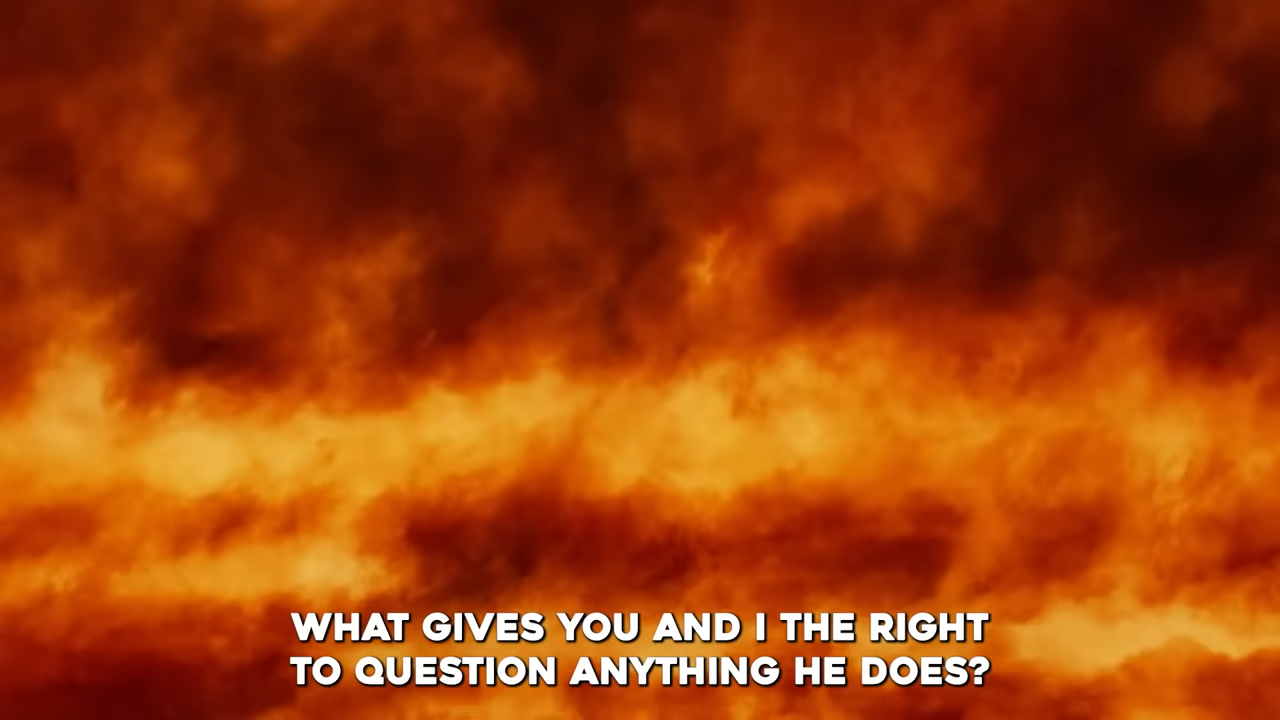 WHAT GIVES YOU AND I THE RIGHT
TO QUESTION ANYTHING HE DOES?